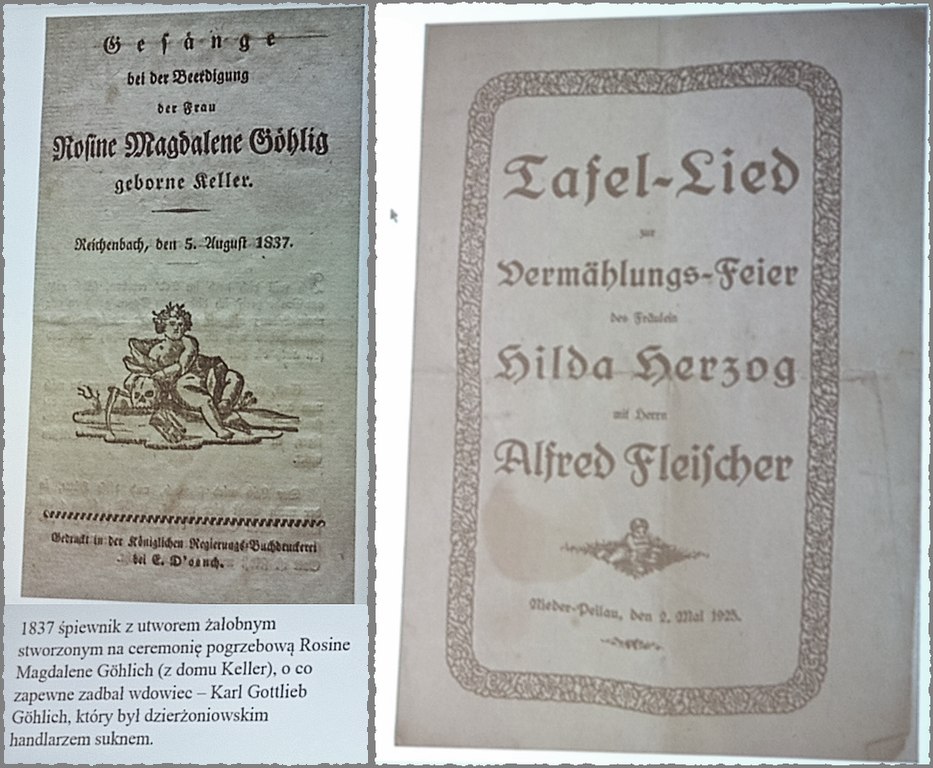 Gesänge
bei der Beerdigung
der Frau
Rosine Magdalene Göhlig
geborne Keller.
Reichenbach, den 5. August 1837.
Gedruckt in der Königlichen Regierungs-Buchdruckerei
bei E. D'oench.
1837 śpiewnik z utworem żałobnym
stworzonym na ceremonię pogrzebową Rosine
Magdalene Göhlich (z domu Keller), o co
zapewne zadbał wdowiec – Karl Gottlieb
Göhlich, który był dzierżoniowskim
handlarzem suknem.
Tafel-Lied
zur
Vermählungs-Feier
des Fräulein
Hilda Herzog
mit Herrn
Alfred Fleischer
Nieder-Peilau, den 2. Mai 1925.